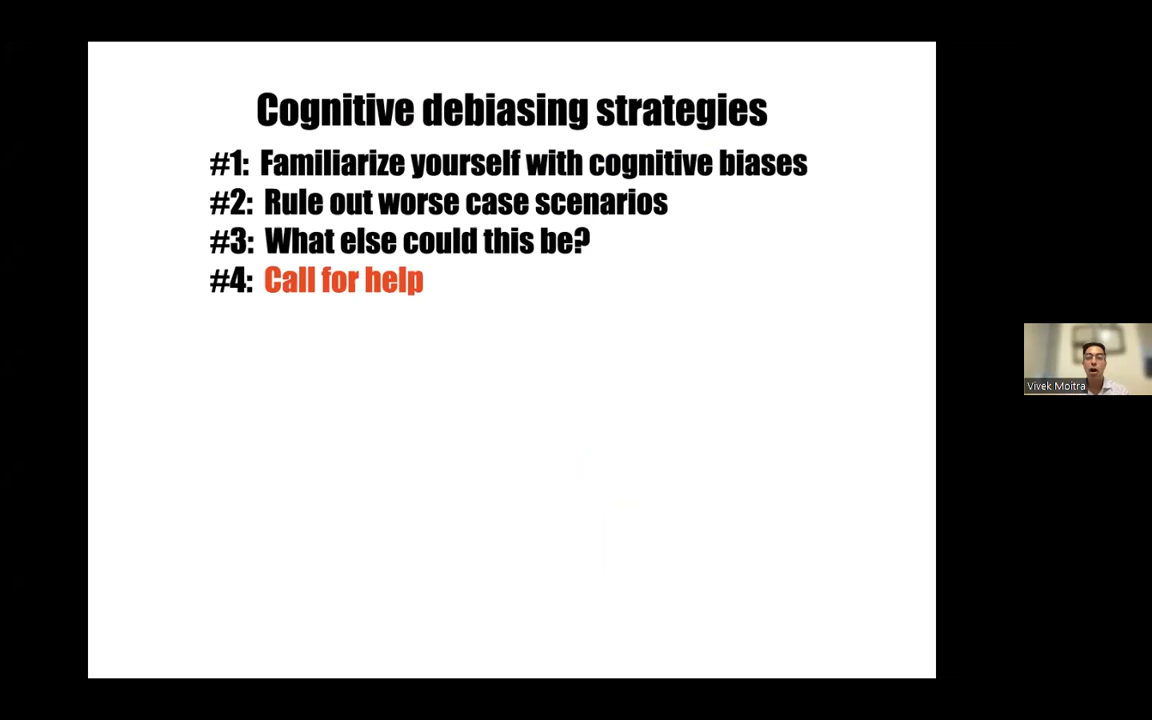 Cognitive debiasing strategies
#1: Familiarize yourself with cognitive biases
#2: Rule out worse case scenarios
#3: What else could this be?
#4: Call for help
Vivek Moitra